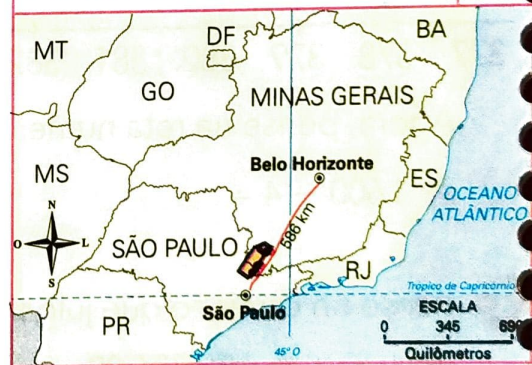 MT
DF
BA
GO
MINAS GERAIS
MS
Belo Horizonte
ES
OCEANO
ATLÂNTICO
N
O
L
S
586 km
SÃO PAULO
RJ
Trópico de Capricórnio
São Paulo
ESCALA
PR
0 345 690
45° O
Quilômetros